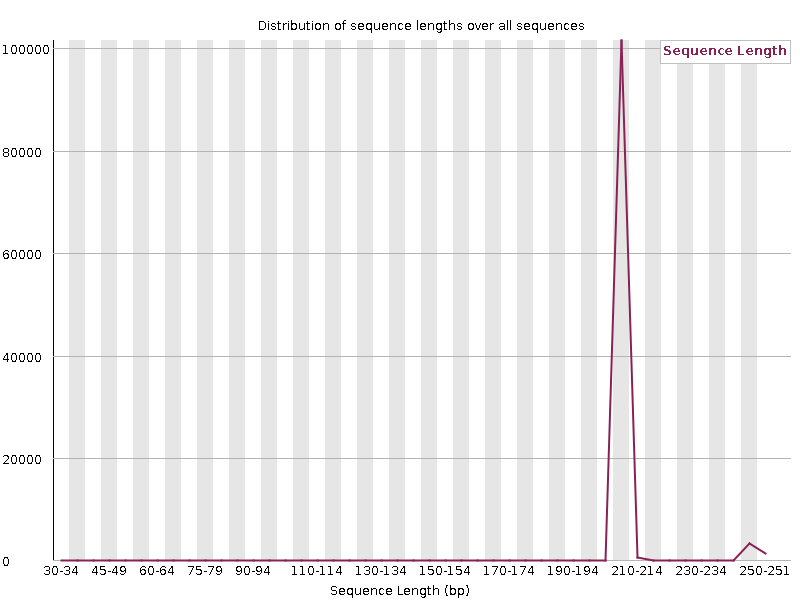 Distribution of sequence lengths over all sequences
Sequence Length
100000
80000
60000
40000
20000
0
30-34 45-49 60-64 75-79 90-94 110-114 130-134 150-154 170-174 190-194 210-214 230-234 250-251
Sequence Length (bp)